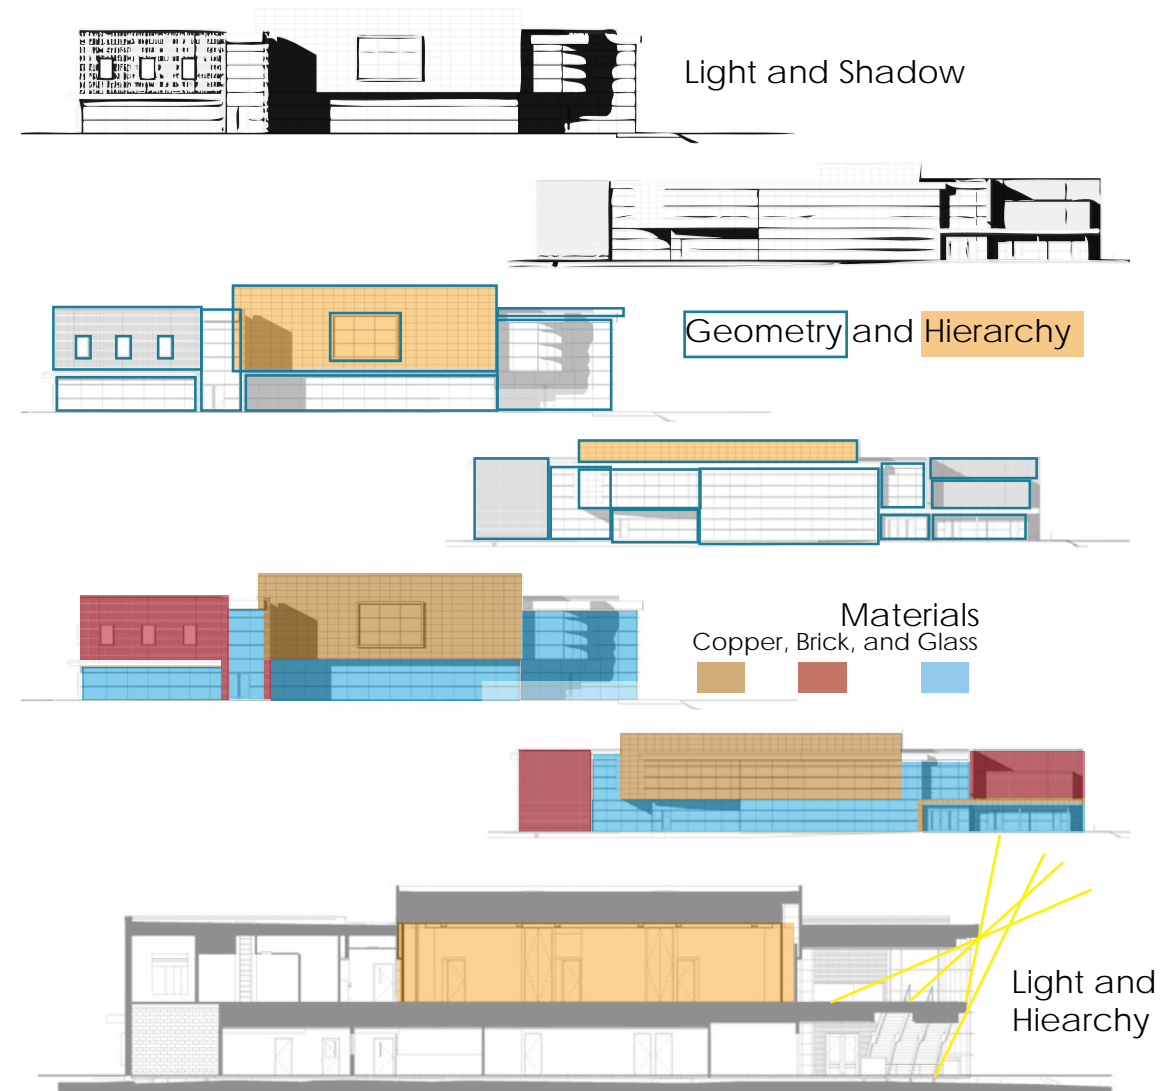 Light and Shadow
Geometry and Hierarchy
Materials
Copper, Brick, and Glass
Light and
Hiearchy